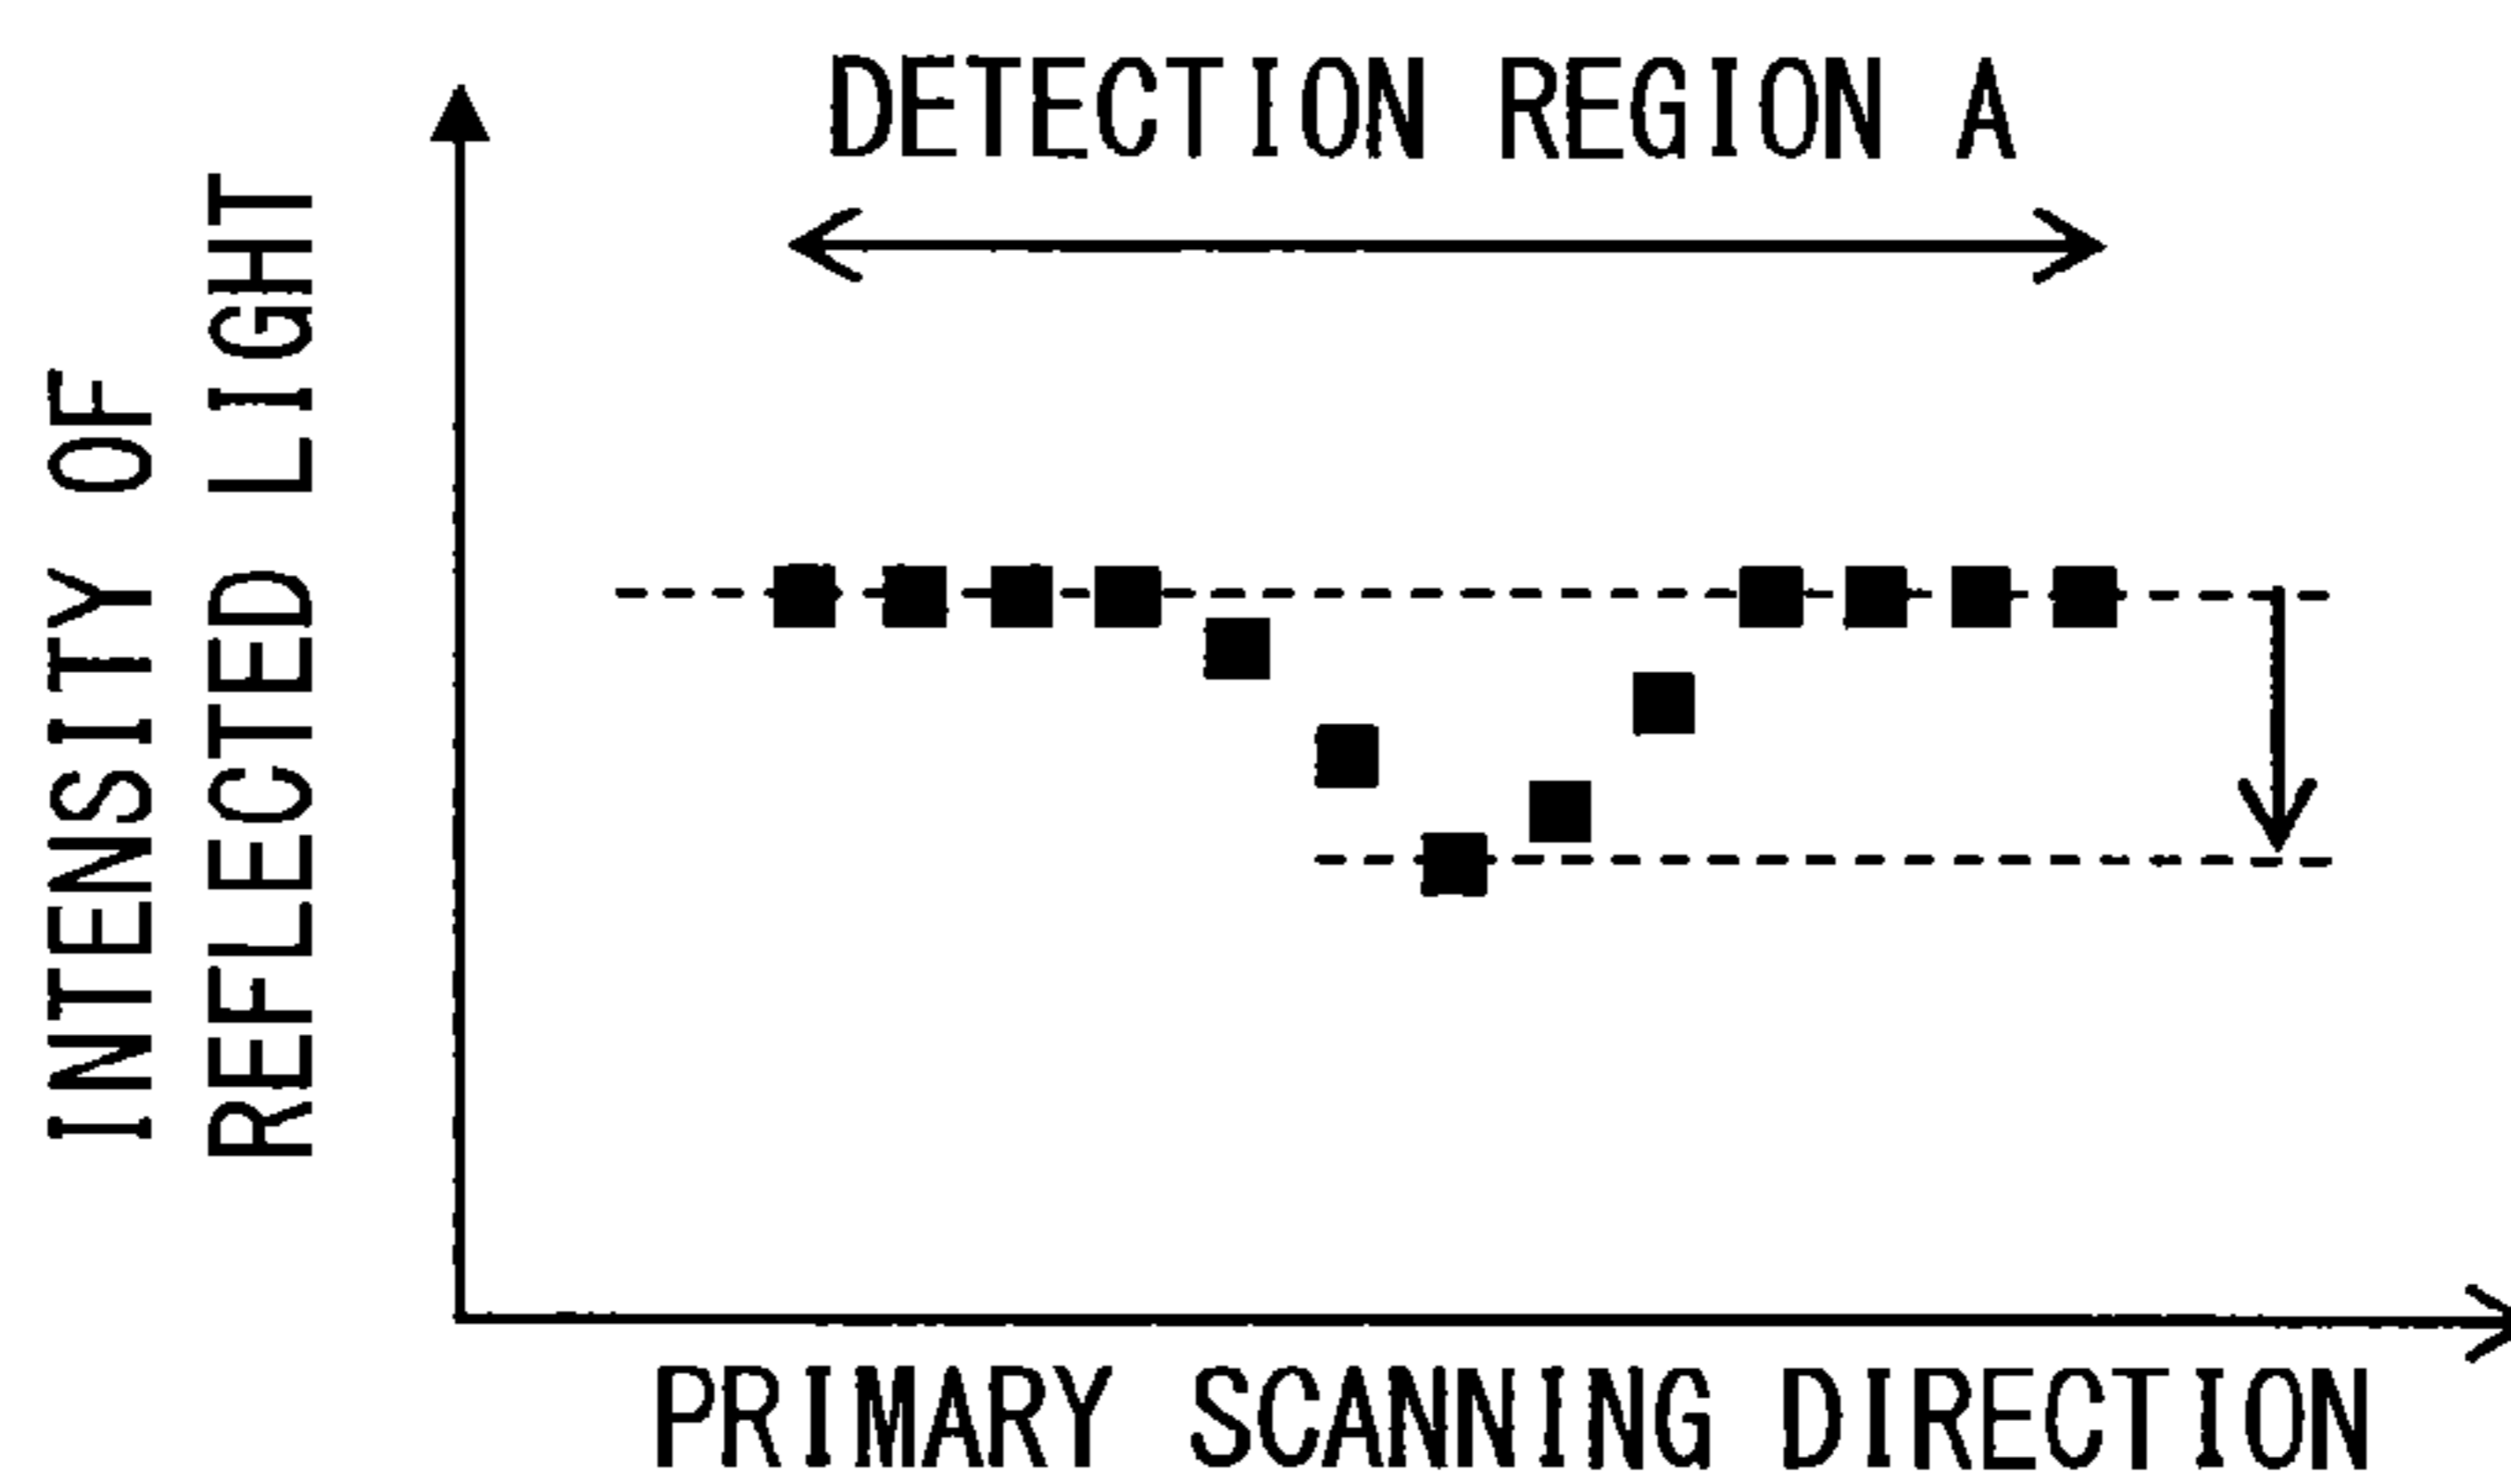 DETECTION REGION A
INTENSITY OF
REFLECTED LIGHT
PRIMARY SCANNING DIRECTION